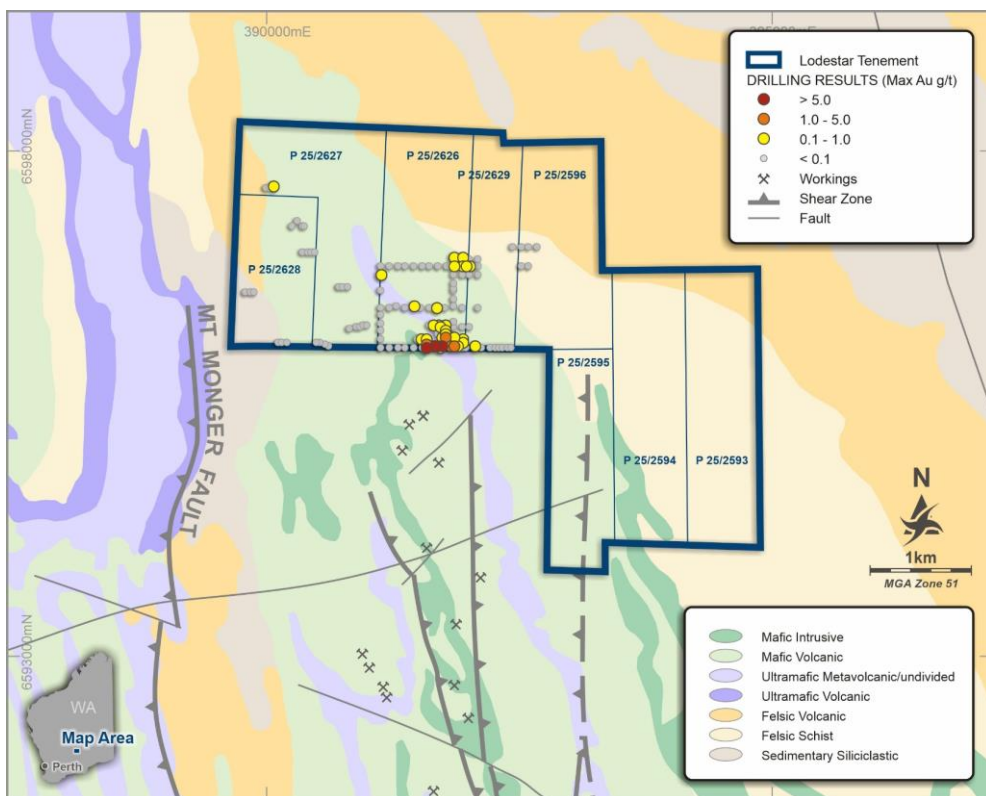 390000mE
6598000mN
6593000mN
Lodestar Tenement
DRILLING RESULTS (Max Au g/t)
> 5.0
1.0 - 5.0
0.1 - 1.0
< 0.1
Workings
Shear Zone
Fault
P 25/2627
P 25/2626
P 25/2629
P 25/2596
P 25/2628
P 25/2595
P 25/2594
P 25/2593
MT MONGER FAULT
N
1km
MGA Zone 51
Mafic Intrusive
Mafic Volcanic
Ultramafic Metavolcanic/undivided
Ultramafic Volcanic
Felsic Volcanic
Felsic Schist
Sedimentary Siliciclastic
WA
Map Area
Perth